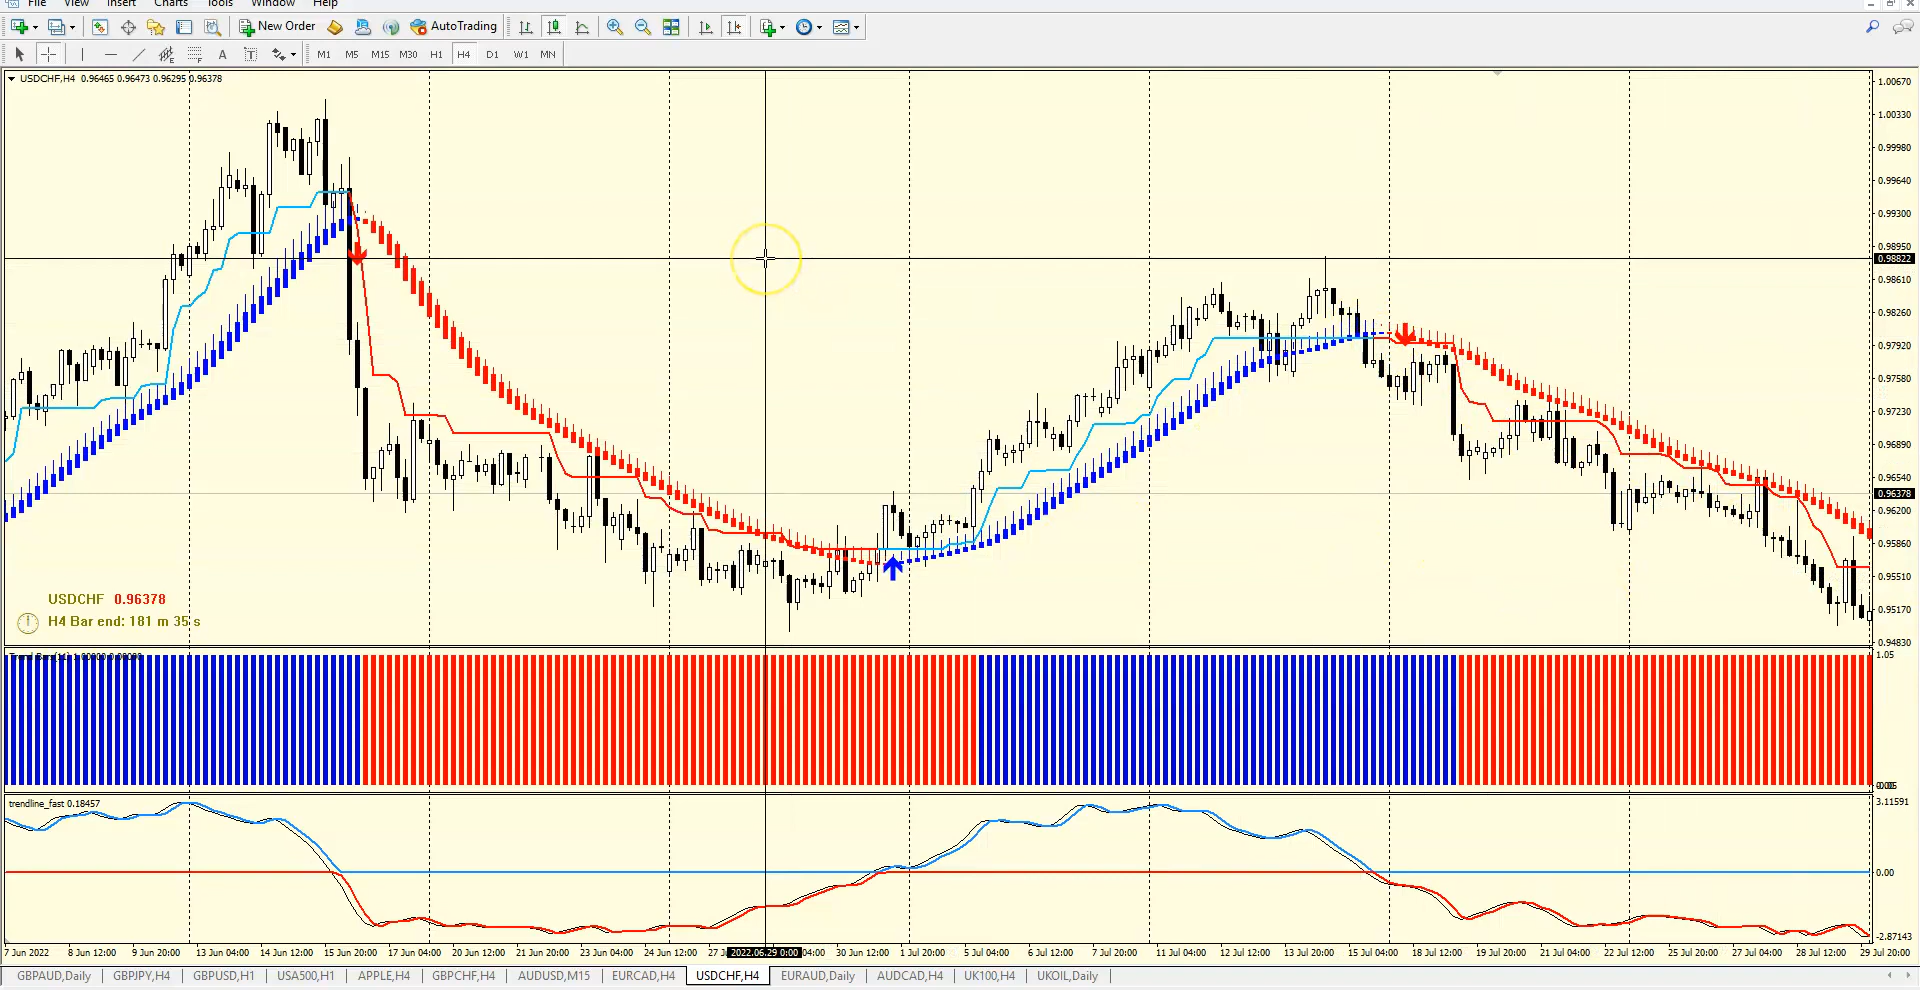 File View Insert Charts Tools Window Help
New Order AutoTrading
A T M1 M5 M15 M30 H1 H4 D1 W1 MN
USDCHF,H4 0.96465 0.96473 0.96295 0.96378
1.00670
1.00330
0.99980
0.99640
0.99300
0.98950
0.98822
0.98610
0.98260
0.97920
0.97580
0.97230
0.96890
0.96540
0.96378
0.96200
0.95860
0.95510
0.95170
0.94830
USDCHF 0.96378
H4 Bar end: 181 m 35 s
1.05
trendline_fast 0.18457
3.11591
0.00
-2.87143
7 Jun 2022 8 Jun 12:00 9 Jun 20:00 13 Jun 04:00 14 Jun 12:00 15 Jun 20:00 17 Jun 04:00 20 Jun 12:00 21 Jun 20:00 23 Jun 04:00 24 Jun 12:00 2022.06.29 0:00 04:00 30 Jun 12:00 1 Jul 20:00 5 Jul 04:00 6 Jul 12:00 7 Jul 20:00 11 Jul 04:00 12 Jul 12:00 13 Jul 20:00 15 Jul 04:00 18 Jul 12:00 19 Jul 20:00 21 Jul 04:00 22 Jul 12:00 25 Jul 20:00 27 Jul 04:00 28 Jul 12:00 29 Jul 20:00
GBPAUD,Daily GBPJPY,H4 GBPUSD,H1 USA500,H1 APPLE,H4 GBPCHF,H4 AUDUSD,M15 EURCAD,H4 USDCHF,H4 EURAUD,Daily AUDCAD,H4 UK100,H4 UKOIL,Daily